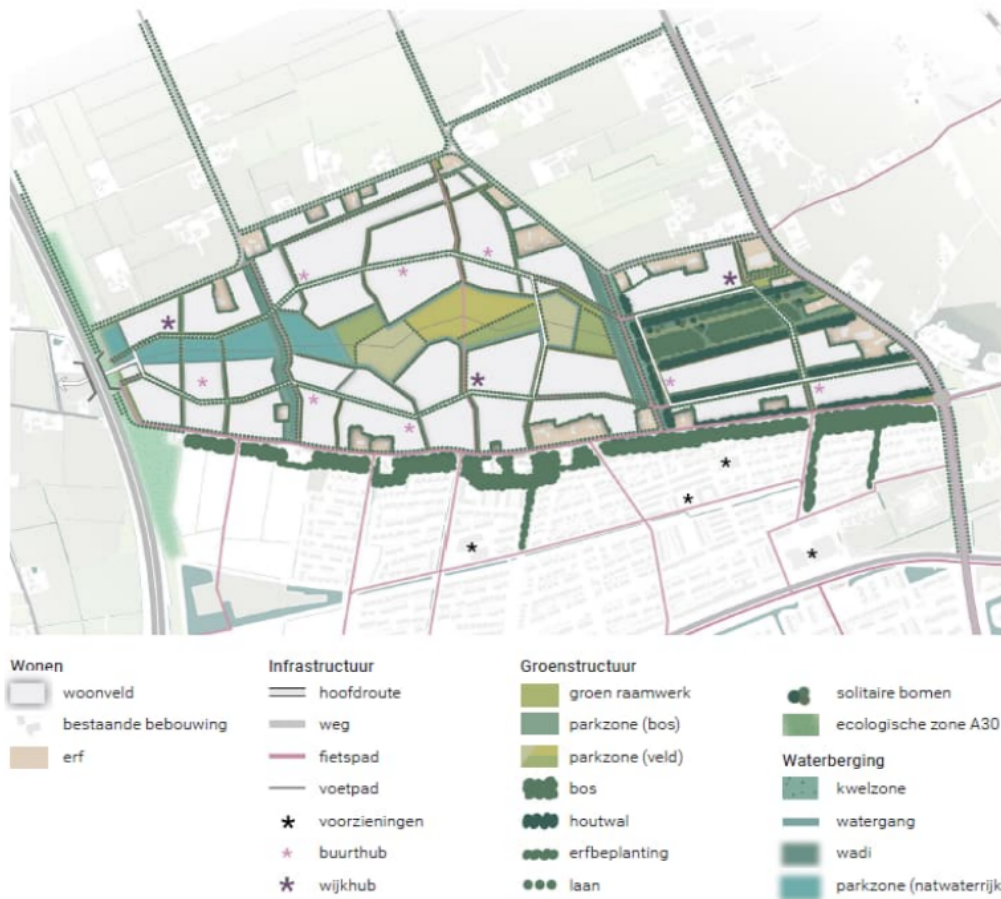 Wonen
woonveld
bestaande bebouwing
erf
Infrastructuur
hoofdroute
weg
fietspad
voetpad
voorzieningen
buurthub
wijkhub
Groenstructuur
groen raamwerk
parkzone (bos)
parkzone (veld)
bos
houtwal
erfbeplanting
laan
solitaire bomen
ecologische zone A30
Waterberging
kwelzone
watergang
wadi
parkzone (natwaterrijk